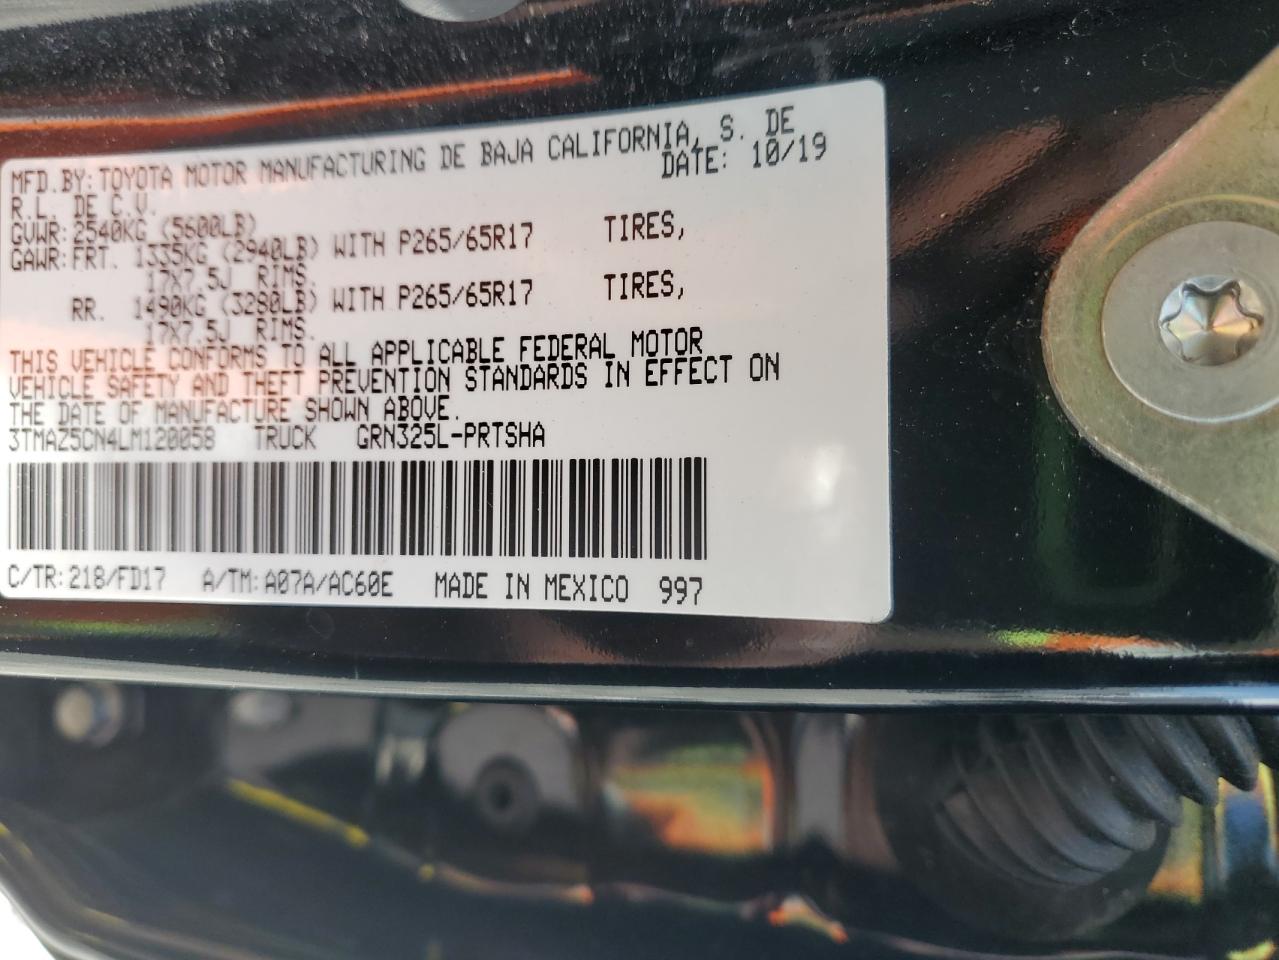 MFD.BY: TOYOTA MOTOR MANUFACTURING DE BAJA CALIFORNIA, S. DE
R.L. DE C.V. DATE: 10/19
GVWR: 2540KG (5600LB)
GAWR: FRT. 1335KG (2940LB) WITH P265/65R17 TIRES,
17X7.5J RIMS.
RR. 1490KG (3280LB) WITH P265/65R17 TIRES,
17X7.5J RIMS.
THIS VEHICLE CONFORMS TO ALL APPLICABLE FEDERAL MOTOR
VEHICLE SAFETY AND THEFT PREVENTION STANDARDS IN EFFECT ON
THE DATE OF MANUFACTURE SHOWN ABOVE.
3TMAZ5CN4LM120058 TRUCK GRN325L-PRTSHA
C/TR: 218/FD17 A/TM: A07A/AC60E MADE IN MEXICO 997